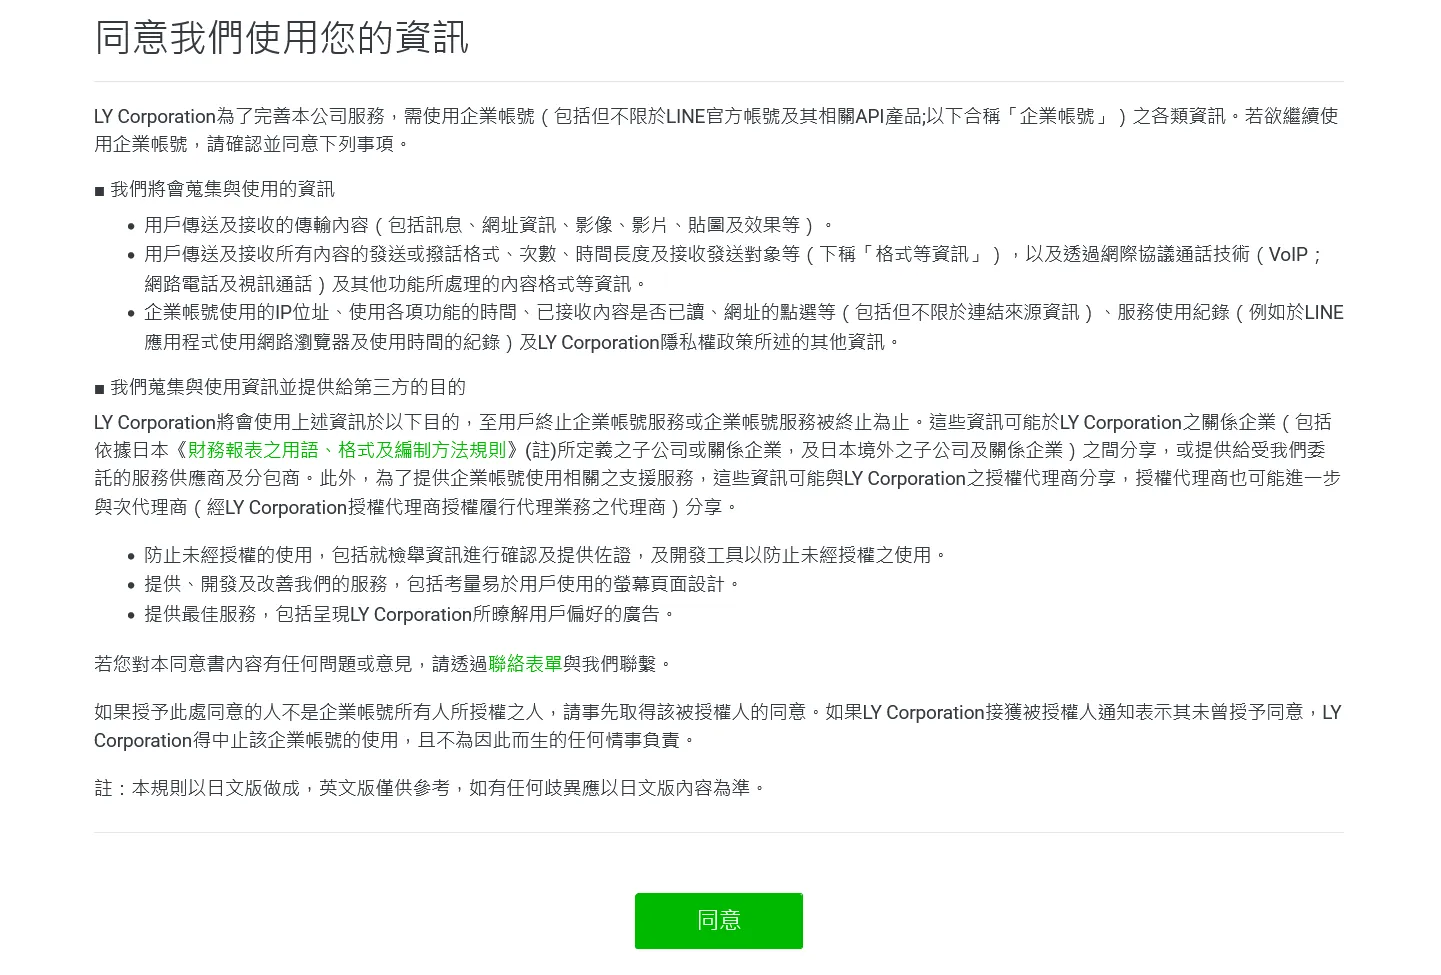 同意我們使用您的資訊
LY Corporation為了完善本公司服務，需使用企業帳號（包括但不限於LINE官方帳號及其相關API產品;以下合稱「企業帳號」）之各類資訊。若欲繼續使
用企業帳號，請確認並同意下列事項。
■ 我們將會蒐集與使用的資訊
• 用戶傳送及接收的傳輸內容（包括訊息、網址資訊、影像、影片、貼圖及效果等）。
• 用戶傳送及接收所有內容的發送或撥話格式、次數、時間長度及接收發送對象等（下稱「格式等資訊」），以及透過網際協議通話技術（VoIP；
網路電話及視訊通話）及其他功能所處理的內容格式等資訊。
• 企業帳號使用的IP位址、使用各項功能的時間、已接收內容是否已讀、網址的點選等（包括但不限於連結來源資訊）、服務使用紀錄（例如於LINE
應用程式使用網路瀏覽器及使用時間的紀錄）及LY Corporation隱私權政策所述的其他資訊。
■ 我們蒐集與使用資訊並提供給第三方的目的
LY Corporation將會使用上述資訊於以下目的，至用戶終止企業帳號服務或企業帳號服務被終止為止。這些資訊可能於LY Corporation之關係企業（包括
依據日本《財務報表之用語、格式及編制方法規則》(註)所定義之子公司或關係企業，及日本境外之子公司及關係企業）之間分享，或提供給受我們委
託的服務供應商及分包商。此外，為了提供企業帳號使用相關之支援服務，這些資訊可能與LY Corporation之授權代理商分享，授權代理商也可能進一步
與次代理商（經LY Corporation授權代理商授權履行代理業務之代理商）分享。
• 防止未經授權的使用，包括就檢舉資訊進行確認及提供佐證，及開發工具以防止未經授權之使用。
• 提供、開發及改善我們的服務，包括考量易於用戶使用的螢幕頁面設計。
• 提供最佳服務，包括呈現LY Corporation所暸解用戶偏好的廣告。
若您對本同意書內容有任何問題或意見，請透過聯絡表單與我們聯繫。
如果授予此處同意的人不是企業帳號所有人所授權之人，請事先取得該被授權人的同意。如果LY Corporation接獲被授權人通知表示其未曾授予同意，LY
Corporation得中止該企業帳號的使用，且不為因此而生的任何情事負責。
註：本規則以日文版做成，英文版僅供參考，如有任何歧異應以日文版內容為準。
同意